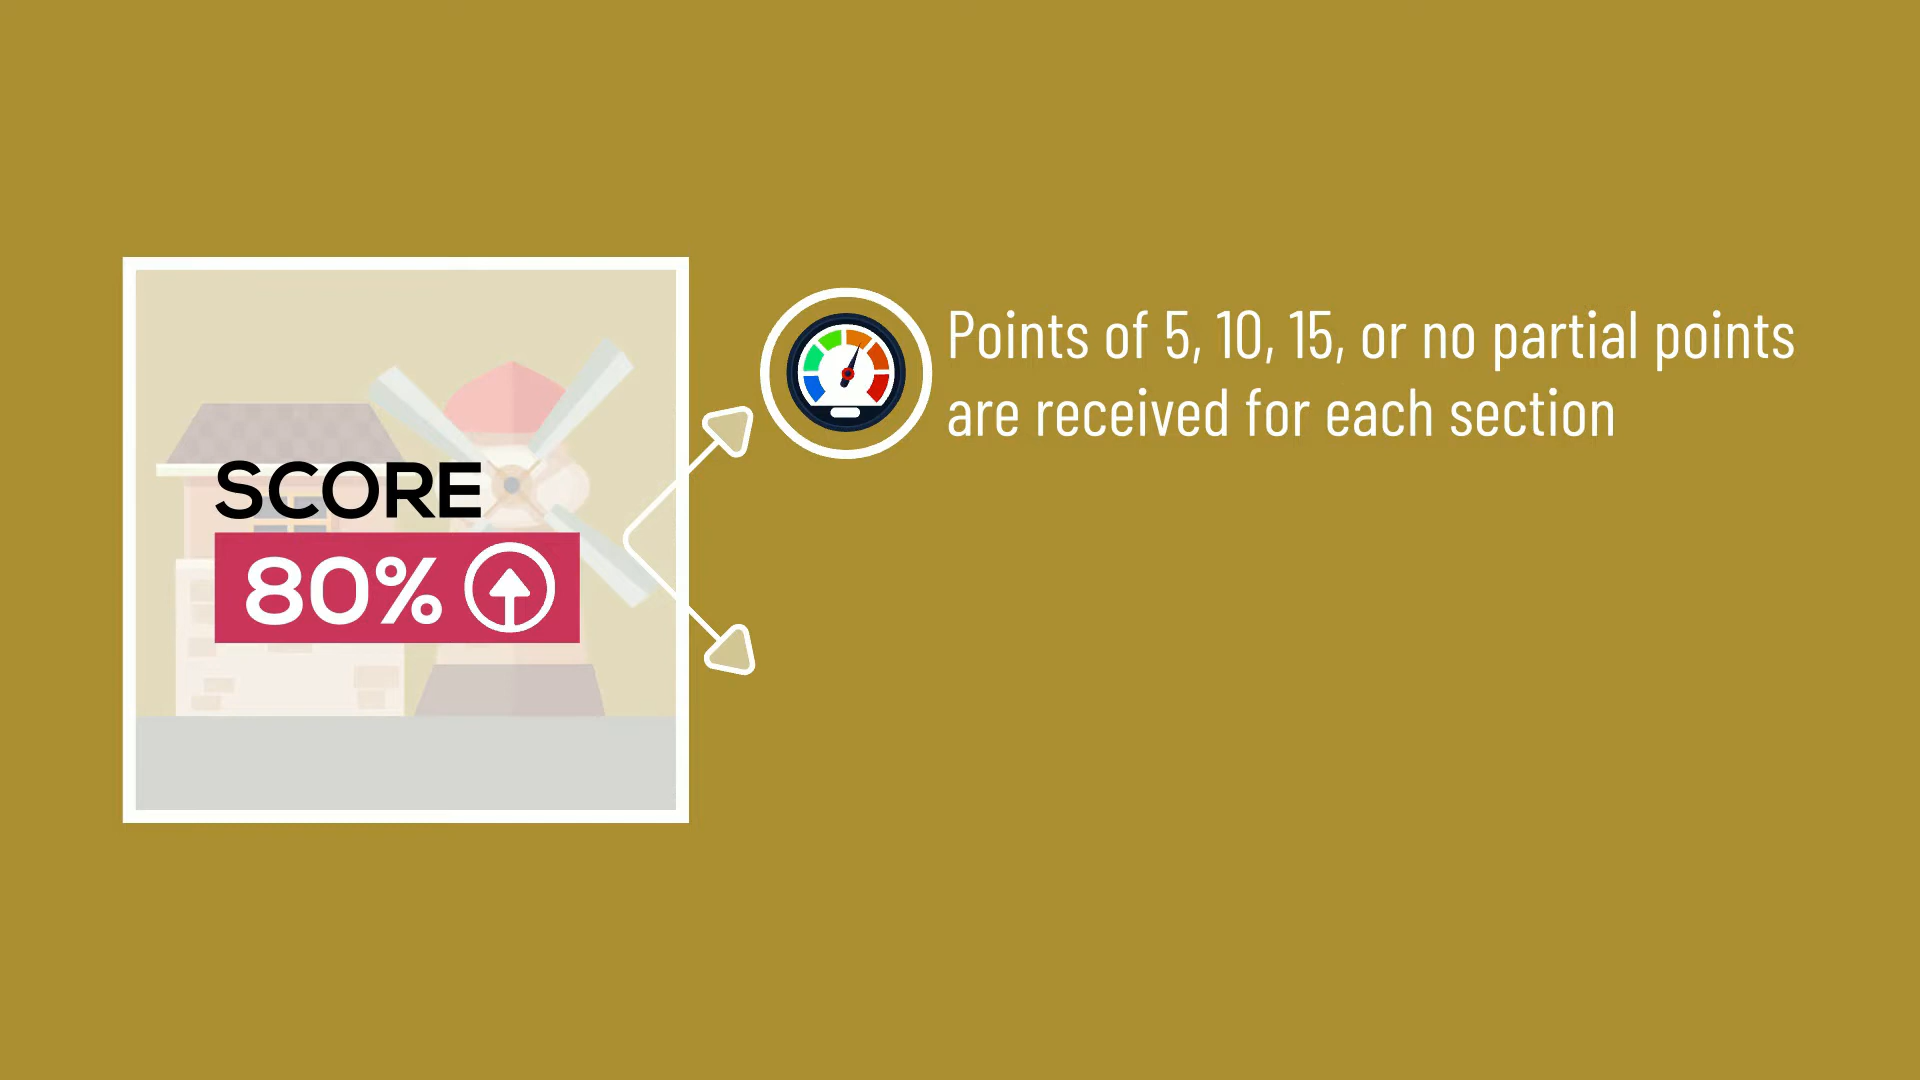 SCORE
80%
Points of 5, 10, 15, or no partial points
are received for each section